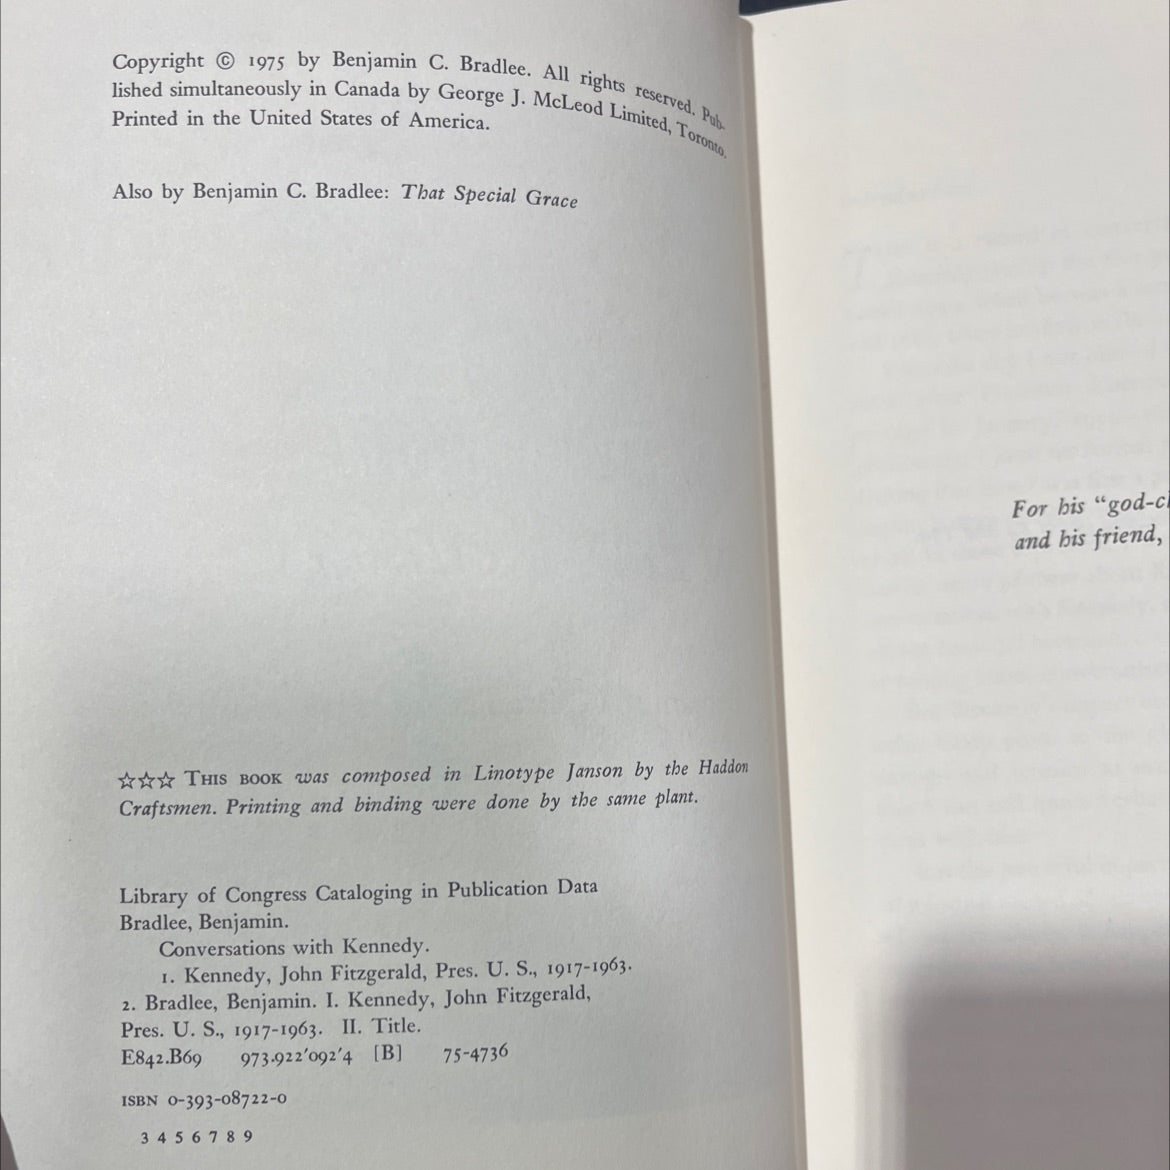 Copyright © 1975 by Benjamin C. Bradlee. All rights reserved. Pub-
lished simultaneously in Canada by George J. McLeod Limited, Toronto.
Printed in the United States of America.
Also by Benjamin C. Bradlee: That Special Grace
☆☆☆ THIS BOOK was composed in Linotype Janson by the Haddon
Craftsmen. Printing and binding were done by the same plant.
Library of Congress Cataloging in Publication Data
Bradlee, Benjamin.
Conversations with Kennedy.
1. Kennedy, John Fitzgerald, Pres. U. S., 1917-1963.
2. Bradlee, Benjamin. I. Kennedy, John Fitzgerald,
Pres. U. S., 1917-1963. II. Title.
E842.B69 973.922'092'4 [B] 75-4736
ISBN 0-393-08722-0
3 4 5 6 7 8 9
For his "god-c
and his friend,